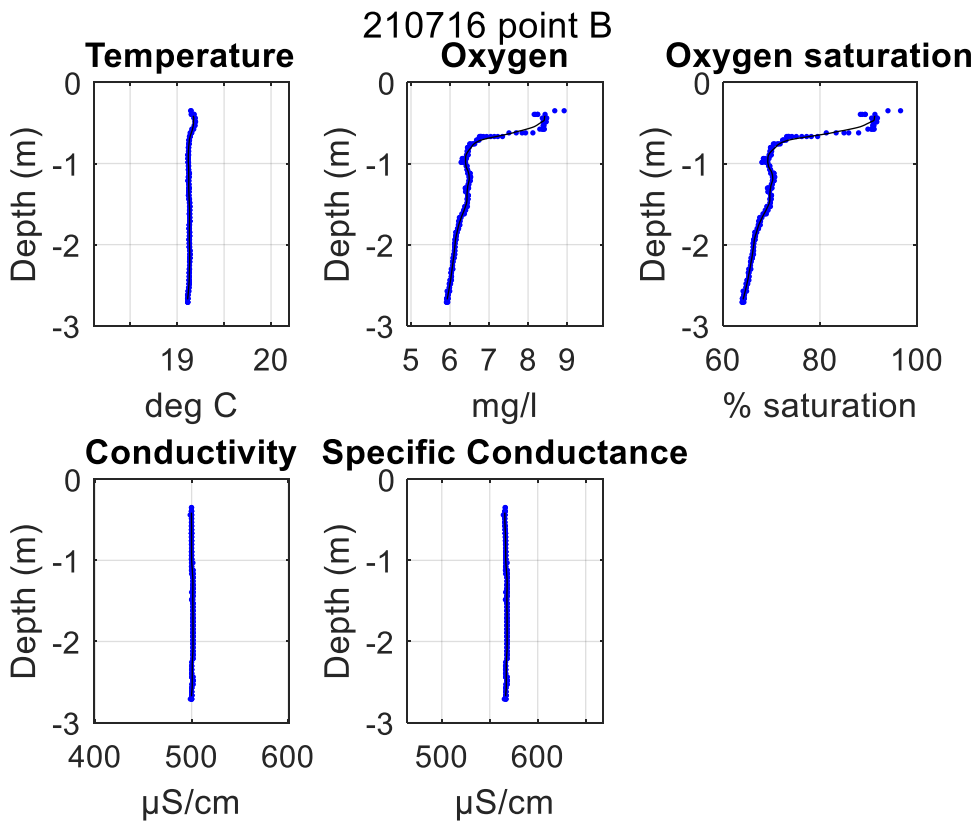 210716 point B
Temperature
Oxygen
Oxygen saturation
0
-1
-2
-3
Depth (m)
19
20
deg C
0
-1
-2
-3
Depth (m)
5
6
7
8
9
mg/l
0
-1
-2
-3
Depth (m)
60
80
100
% saturation
Conductivity
Specific Conductance
0
-1
-2
-3
Depth (m)
400
500
600
µS/cm
0
-1
-2
-3
Depth (m)
500
600
µS/cm